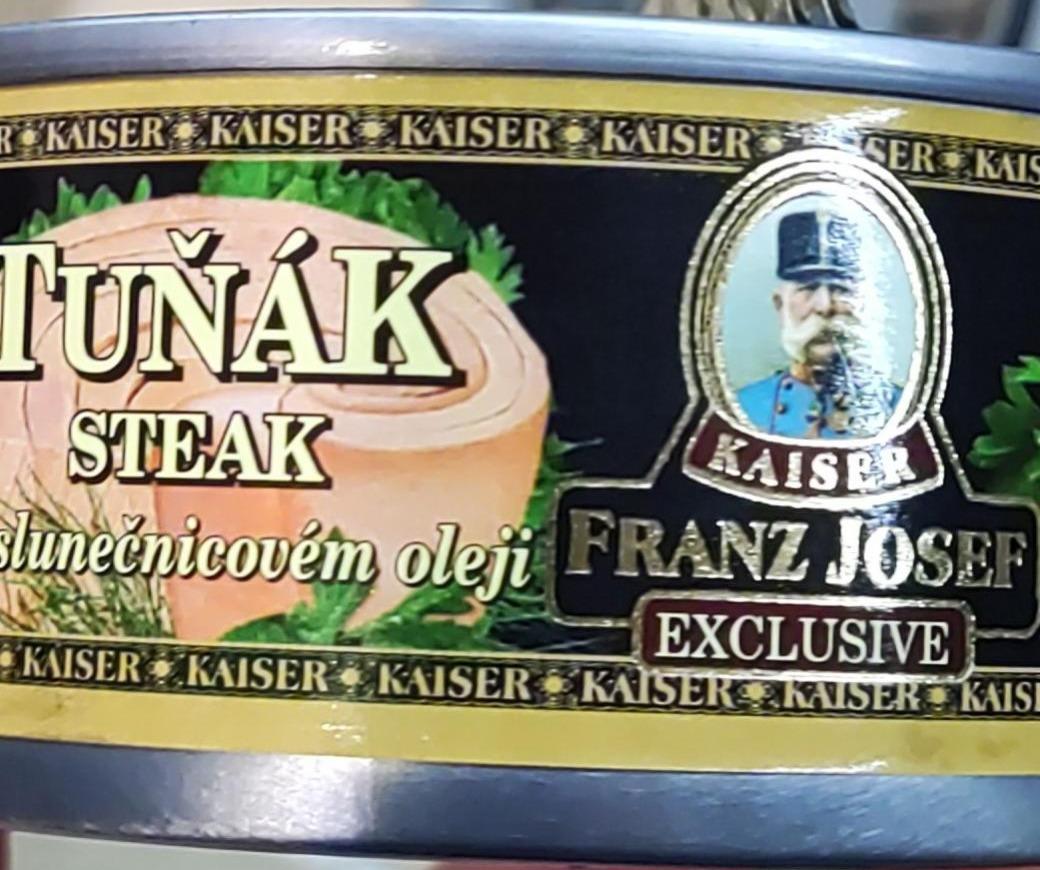 KAISER KAISER KAISER KAISER
TUŇÁK
STEAK
slunečnicovém oleji
KAISER
FRANZ JOSEF
EXCLUSIVE
KAISER KAISER KAISER KAISER KAISER